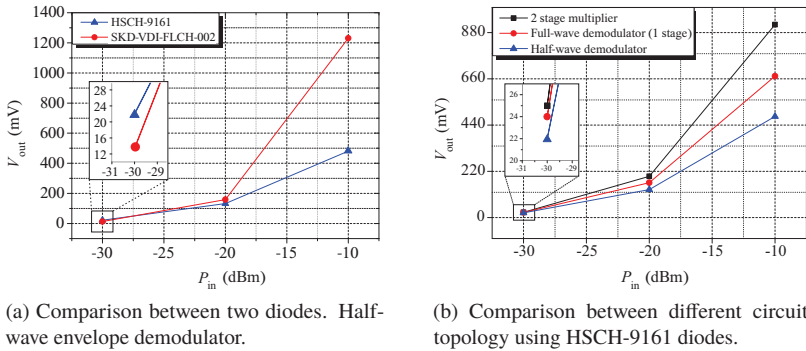 HSCH-9161
SKD-VDI-FLCH-002
1400
1200
1000
800
600
400
200
0
V_out (mV)
28
24
20
16
12
-31 -30 -29
-30 -25 -20 -15 -10
P_in (dBm)
(a) Comparison between two diodes. Half-
wave envelope demodulator.
2 stage multiplier
Full-wave demodulator (1 stage)
Half-wave demodulator
880
660
440
220
0
V_out (mV)
26
24
22
20
-31 -30 -29
-30 -25 -20 -15 -10
P_in (dBm)
(b) Comparison between different circuit
topology using HSCH-9161 diodes.